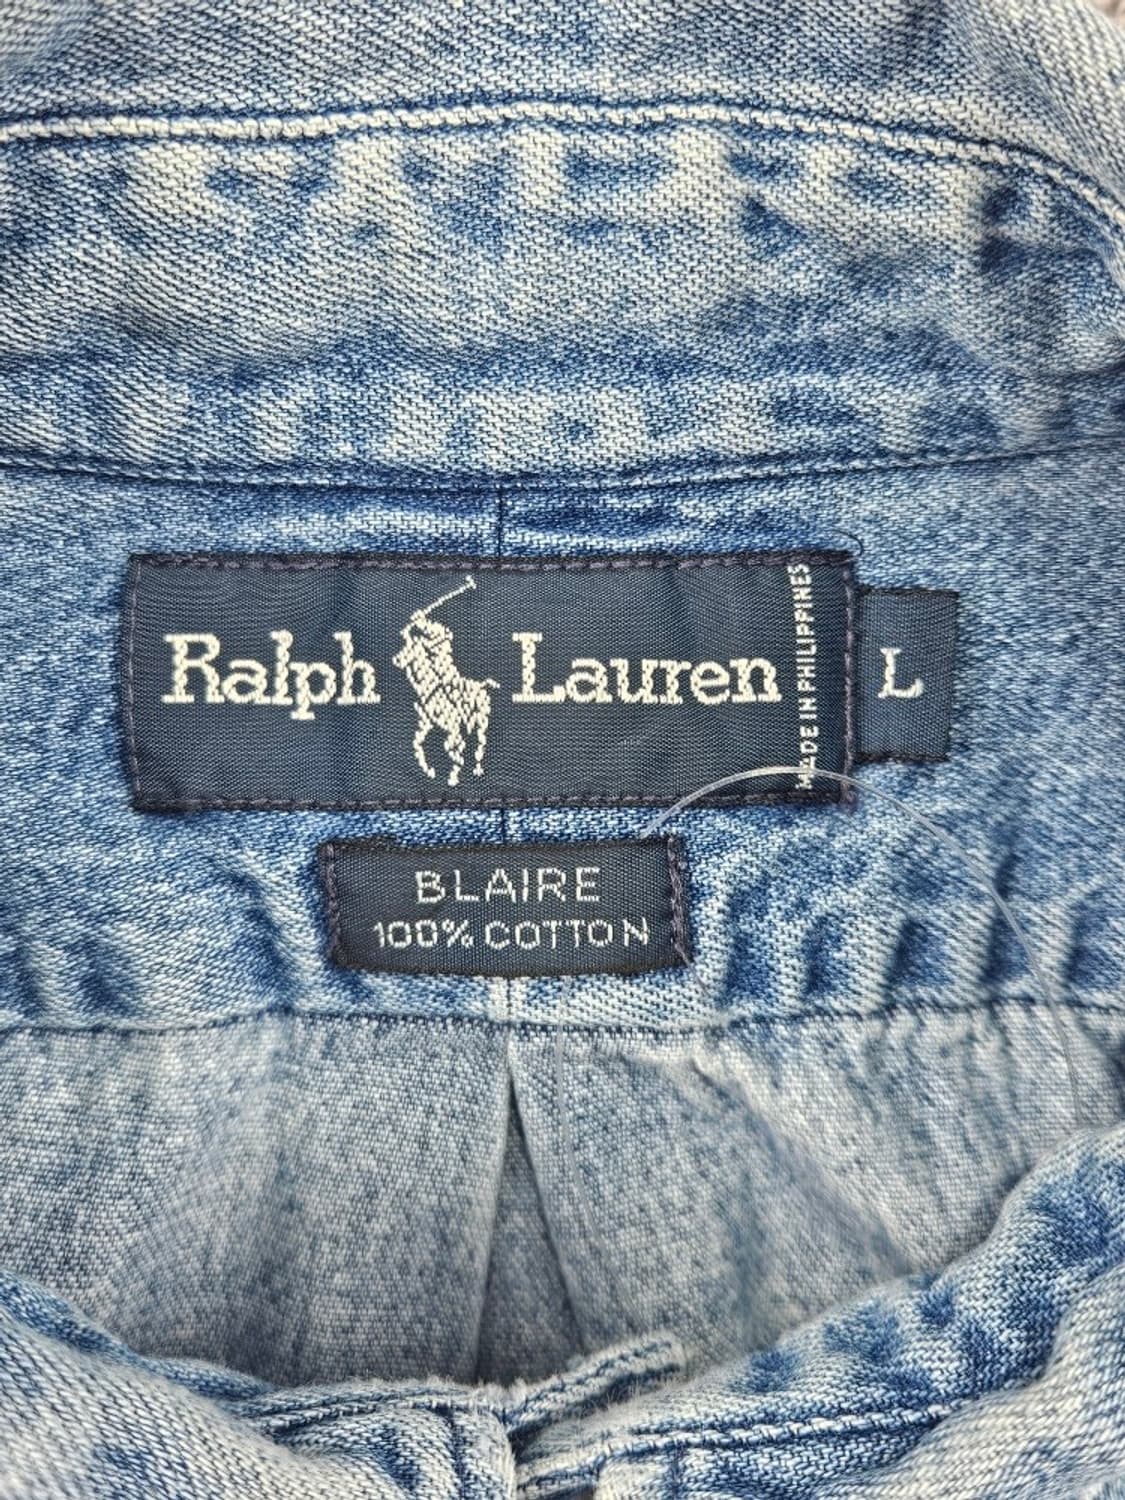 Ralph Lauren
MADE IN PHILIPPINES
L
BLAIRE
100% COTTON